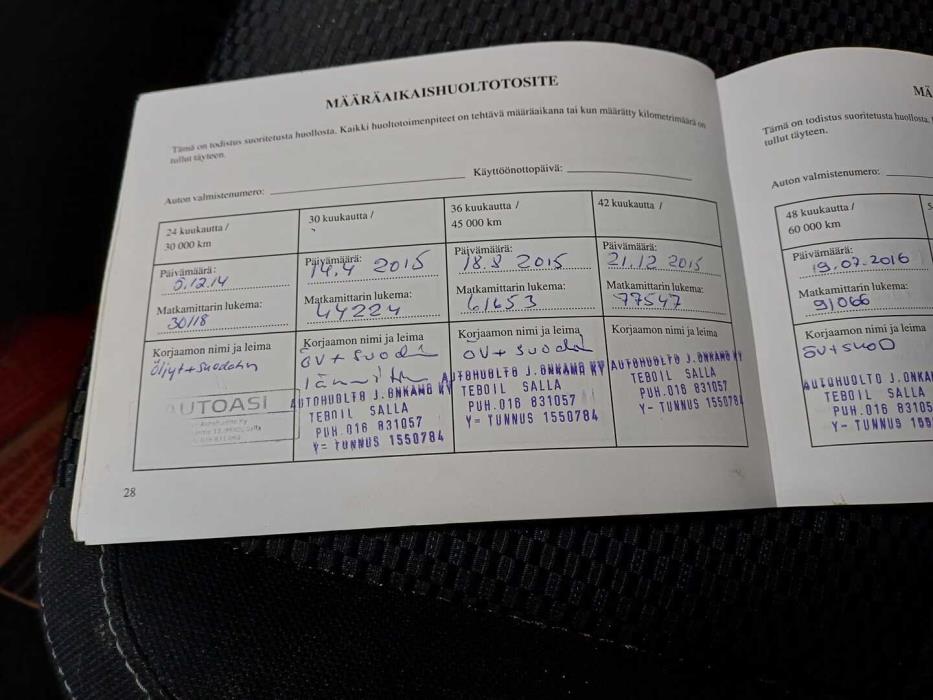 MÄÄRÄAIKAISHUOLTOTOSITE
Tämä on todistus suoritetusta huollosta. Kaikki huoltotoimenpiteet on tehtävä määräaikana tai kun määrätty kilometrimäärä on
tullut täyteen.
Auton valmistenumero: Käyttöönottopäivä:
24 kuukautta /
30 000 km
30 kuukautta /
36 kuukautta /
45 000 km
42 kuukautta /
Päivämäärä:
5.12.14
Päivämäärä:
14.4 2015
Päivämäärä:
18.8 2015
Päivämäärä:
21.12 2015
Matkamittarin lukema:
30118
Matkamittarin lukema:
44224
Matkamittarin lukema:
61653
Matkamittarin lukema:
77547
Korjaamon nimi ja leima
Öljyt+suodatin
AUTOASI
Korjaamon nimi ja leima
ÖV+suoda
AUTOHUOLTO J.ONKAMO KY
TEBOIL SALLA
PUH.016 831057
Y- TUNNUS 1550784
Korjaamon nimi ja leima
ÖV+suoda
AUTOHUOLTO J.ONKAMO KY
TEBOIL SALLA
PUH.016 831057
Y- TUNNUS 1550784
Korjaamon nimi ja leima
AUTOHUOLTO J.ONKAMO KY
TEBOIL SALLA
PUH.016 831057
Y- TUNNUS 1550784
28
MÄ
Tämä on todistus suoritetusta huollosta.
tullut täyteen.
Auton valmistenumero:
48 kuukautta /
60 000 km
Päivämäärä:
19.07.2016
Matkamittarin lukema:
91066
Korjaamon nimi ja leima
ÖV+SUOD
AUTOHUOLTO J.ONKA
TEBOIL SALLA
PUH.016 8310
Y- TUNNUS 155